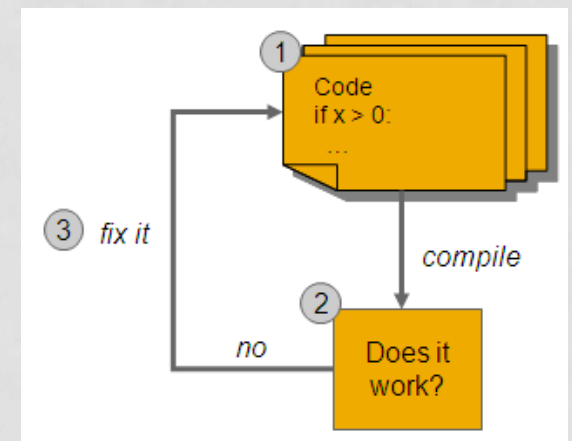 1
Code
if x > 0:
...
3
fix it
compile
2
no
Does it
work?